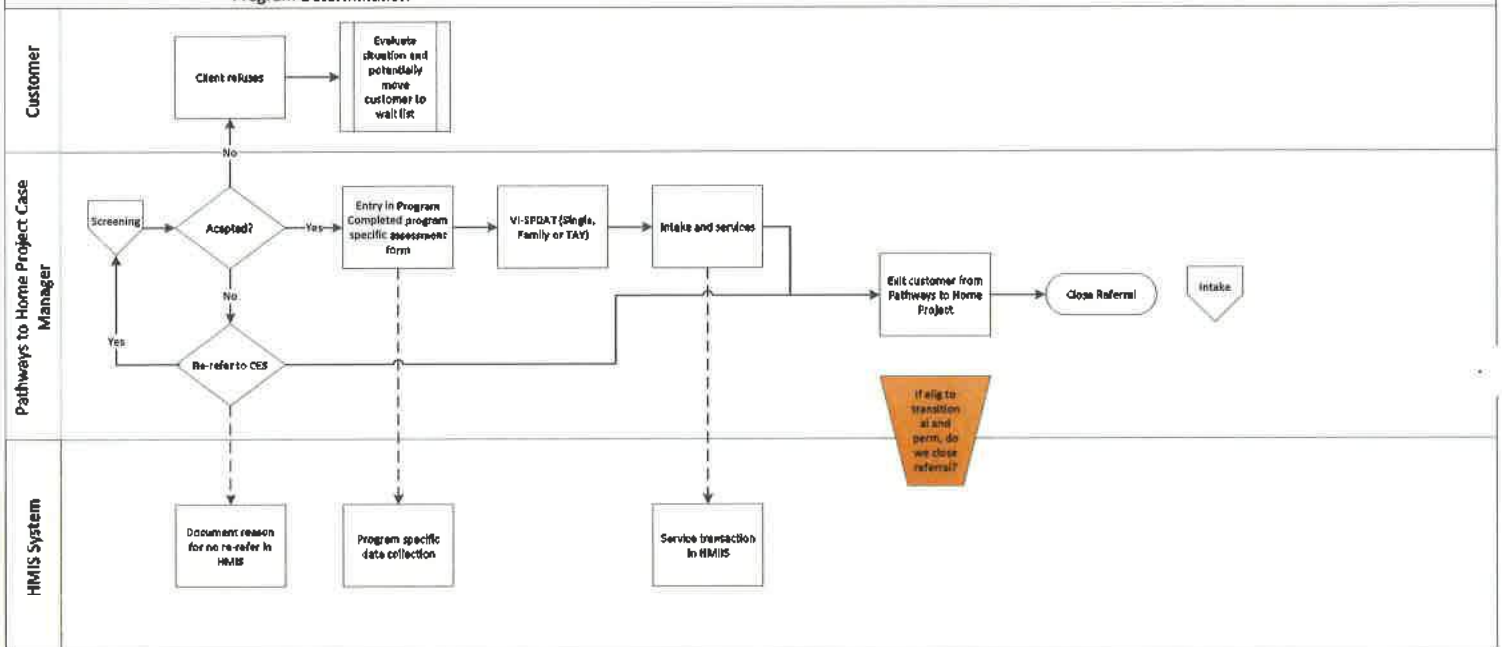 Customer
Client refuses
Evaluate
situation and
potentially
move
customer to
wait list
No
Pathways to Home Project Case
Manager
Screening
Acepted?
Yes
Entry in Program
Completed program
specific assessment
form
VI-SPDAT (Single,
Family or TAY)
Intake and services
No
Yes
Re-refer to CES
Exit customer from
Pathways to Home
Project
Close Referral
Intake
If elig to
transition
al and
perm, do
we close
referral?
HMIS System
Document reason
for no re-refer in
HMIS
Program specific
data collection
Service transaction
in HMIIS